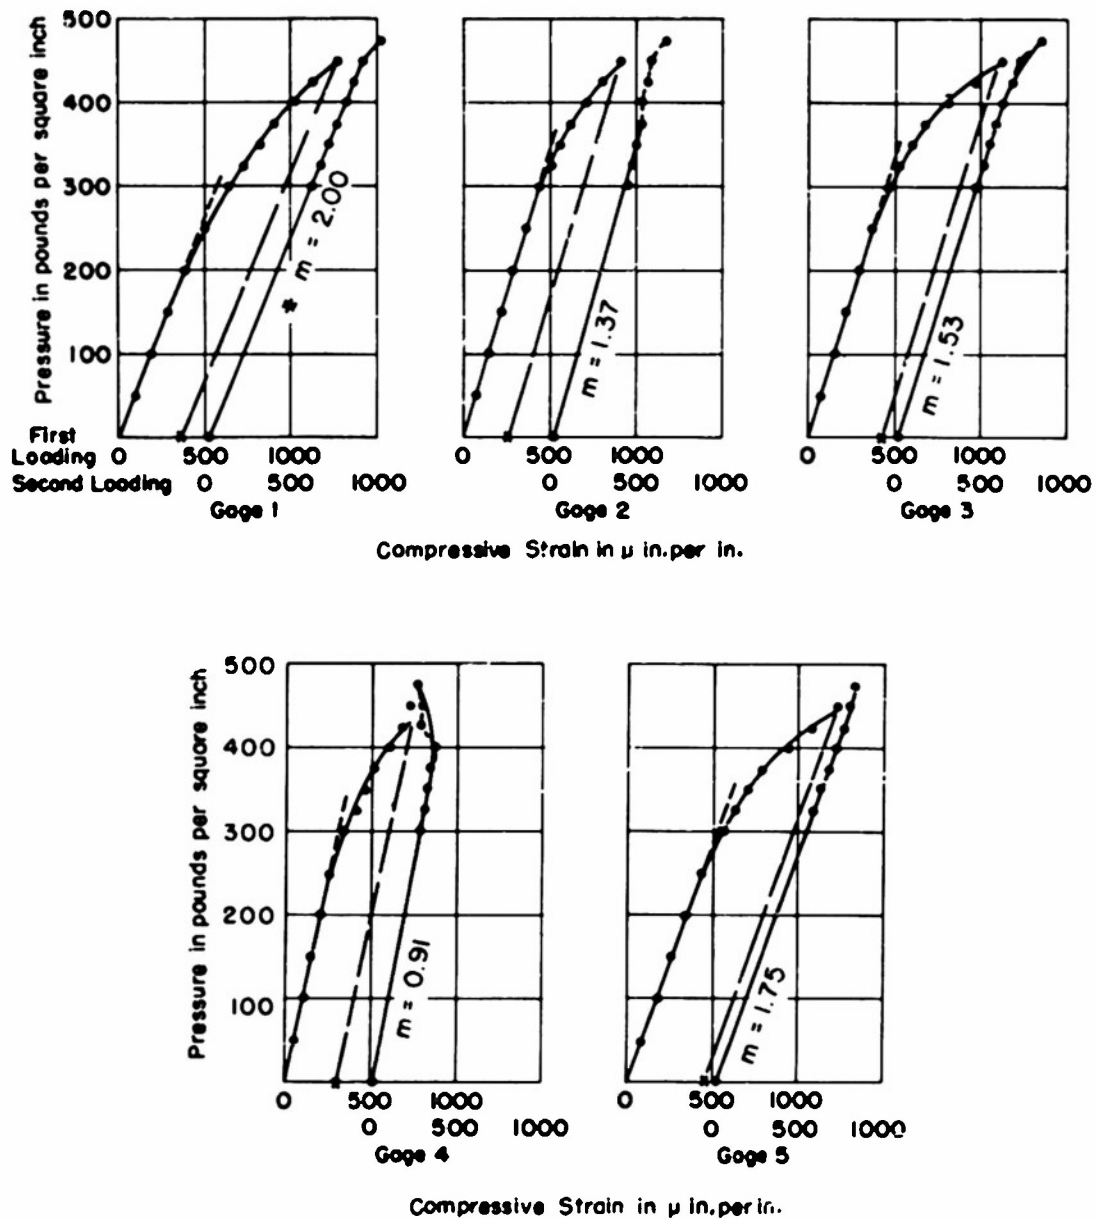 Pressure in pounds per square inch
500
400
300
200
100
* m = 2.00
m = 1.37
m = 1.53
First
Loading 0 500 1000 0 500 1000 0 500 1000
Second Loading 0 500 1000 0 500 1000 0 500 1000
Gage 1 Gage 2 Gage 3
Compressive Strain in μ in. per in.
Pressure in pounds per square inch
500
400
300
200
100
m = 0.91
m = 1.75
0 500 1000 0 500 1000
0 500 1000 0 500 1000
Gage 4 Gage 5
Compressive Strain in μ in. per in.